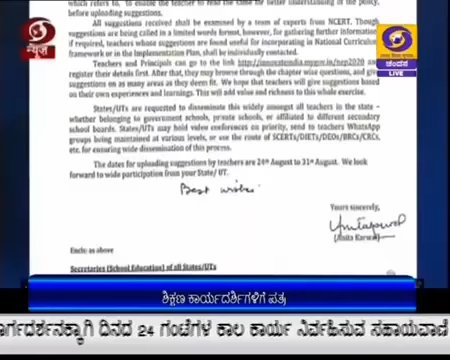 which refers to, to enable the teacher to read the same for better understanding of the policy,
before uploading suggestions.
All suggestions received shall be examined by a team of experts from NCERT. Though
suggestions are being called in a limited words format, however, for gathering further information
if required, teachers whose suggestions are found useful for incorporating in National Curriculum
framework or in the Implementation Plan, shall be individually contacted.
Teachers and Principals can go to the link http://innovateindia.mygov.in/nep2020 and
register their details first. After that, they may browse through the chapter wise questions, and give
suggestions on as many areas as they deem fit. We hope that teachers will give suggestions based
on their own experiences and learnings. This will add value and richness to this whole exercise.
States/UTs are requested to disseminate this widely amongst all teachers in the state -
whether belonging to government schools, private schools, or affiliated to different secondary
school boards. States/UTs may hold video conferences on priority, send to teachers WhatsApp
groups being maintained at various levels, or use the route of SCERTs/DIETs/DEOs/BRCs/CRCs,
etc. for ensuring wide dissemination of this process.
The dates for uploading suggestions by teachers are 24th August to 31st August. We look
forward to wide participation from your State/ UT.
Best wishes.
Yours sincerely,
(Anita Karwal)
Encls: as above
Secretaries (School Education) of all States/UTs
डीडी न्यूज़
ಚಂದನ
LIVE
ಶಿಕ್ಷಣ ಕಾರ್ಯದರ್ಶಿಗಳಿಗೆ ಪತ್ರ
ಾರ್ಗದರ್ಶನಕ್ಕಾಗಿ ದಿನದ 24 ಗಂಟೆಗಳ ಕಾಲ ಕಾರ್ಯ ನಿರ್ವಹಿಸುವ ಸಹಾಯವಾಣಿ